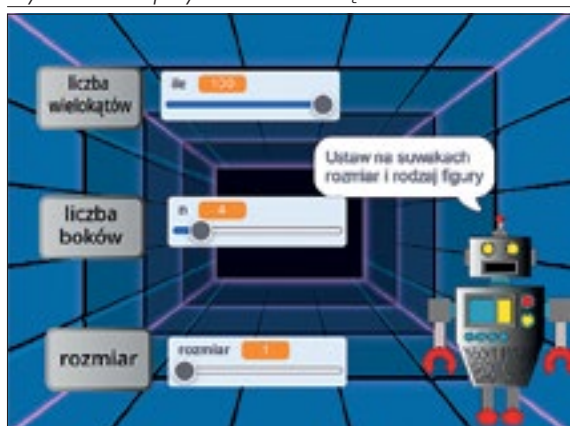 liczba
wielokątów
ile 100
Ustaw na suwakach
rozmiar i rodzaj figury
liczba
boków
n 4
rozmiar
rozmiar 1